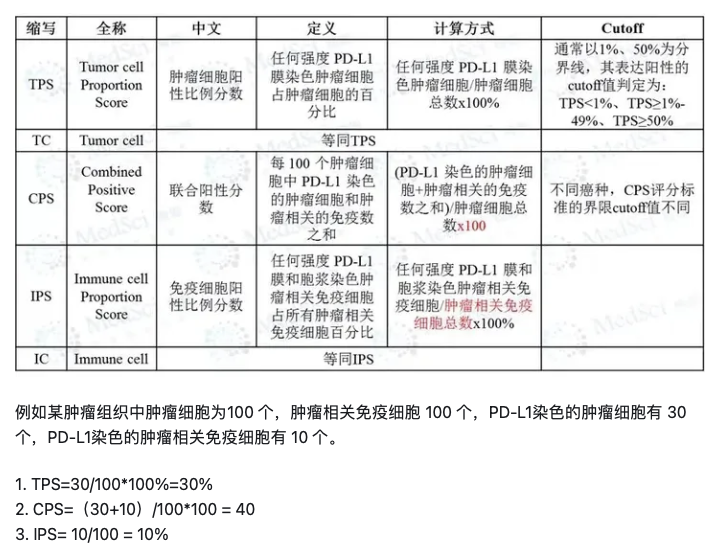 缩写 全称 中文 定义 计算方式 Cutoff
TPS
Tumor cell
Proportion
Score
肿瘤细胞阳
性比例分数
任何强度 PD-L1
膜染色肿瘤细胞
占肿瘤细胞的百
分比
任何强度 PD-L1 膜染
色肿瘤细胞/肿瘤细胞
总数x100%
通常以1%、50%为分
界线，其表达阳性的
cutoff值判定为：
TPS<1%、TPS≥1%-
49%、TPS≥50%
TC Tumor cell 等同TPS
CPS
Combined
Positive
Score
联合阳性分
数
每 100 个肿瘤细
胞中 PD-L1 染色
的肿瘤细胞和肿
瘤相关的免疫数
之和
(PD-L1 染色的肿瘤细
胞+肿瘤相关的免疫
数之和)/肿瘤细胞总
数x100
不同癌种，CPS评分标
准的界限cutoff值不同
IPS
Immune cell
Proportion
Score
免疫细胞阳
性比例分数
任何强度 PD-L1
膜和胞浆染色肿
瘤相关免疫细胞
占所有肿瘤相关
免疫细胞百分比
任何强度 PD-L1 膜和
胞浆染色肿瘤相关免
疫细胞/肿瘤相关免疫
细胞总数x100%
IC Immune cell 等同IPS
例如某肿瘤组织中肿瘤细胞为100 个，肿瘤相关免疫细胞 100 个，PD-L1染色的肿瘤细胞有 30
个，PD-L1染色的肿瘤相关免疫细胞有 10 个。
1. TPS=30/100*100%=30%
2. CPS=（30+10）/100*100 = 40
3. IPS= 10/100 = 10%
MedSci